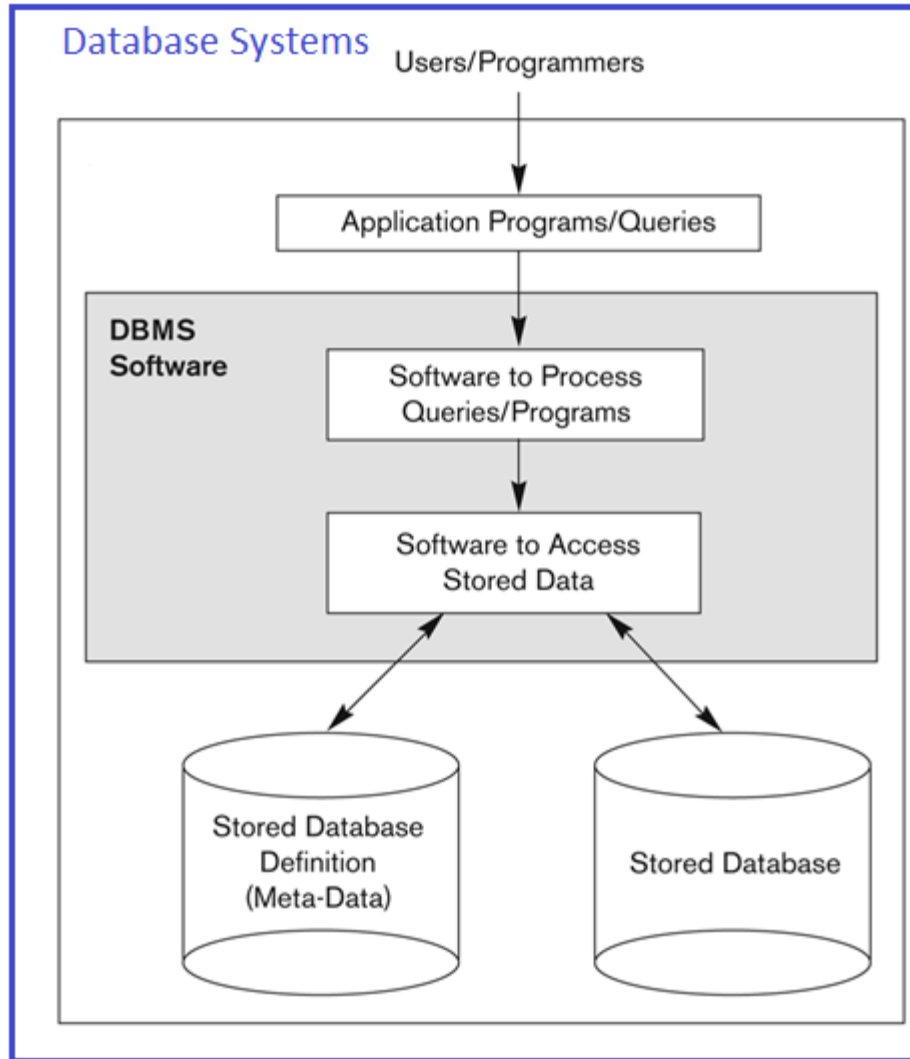 Database Systems
Users/Programmers
Application Programs/Queries
DBMS
Software
Software to Process
Queries/Programs
Software to Access
Stored Data
Stored Database
Definition
(Meta-Data)
Stored Database